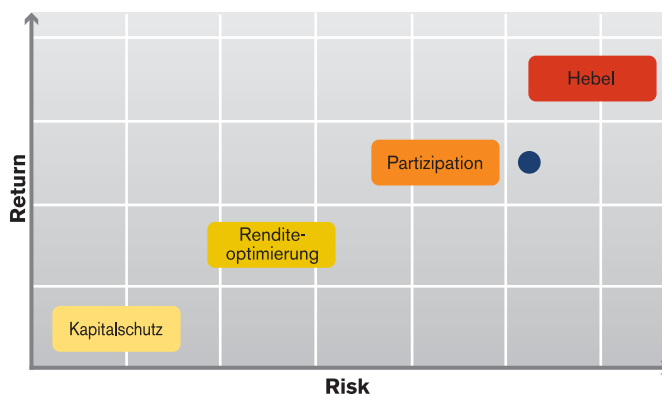 Return
Hebel
Partizipation
Rendite-
optimierung
Kapitalschutz
Risk